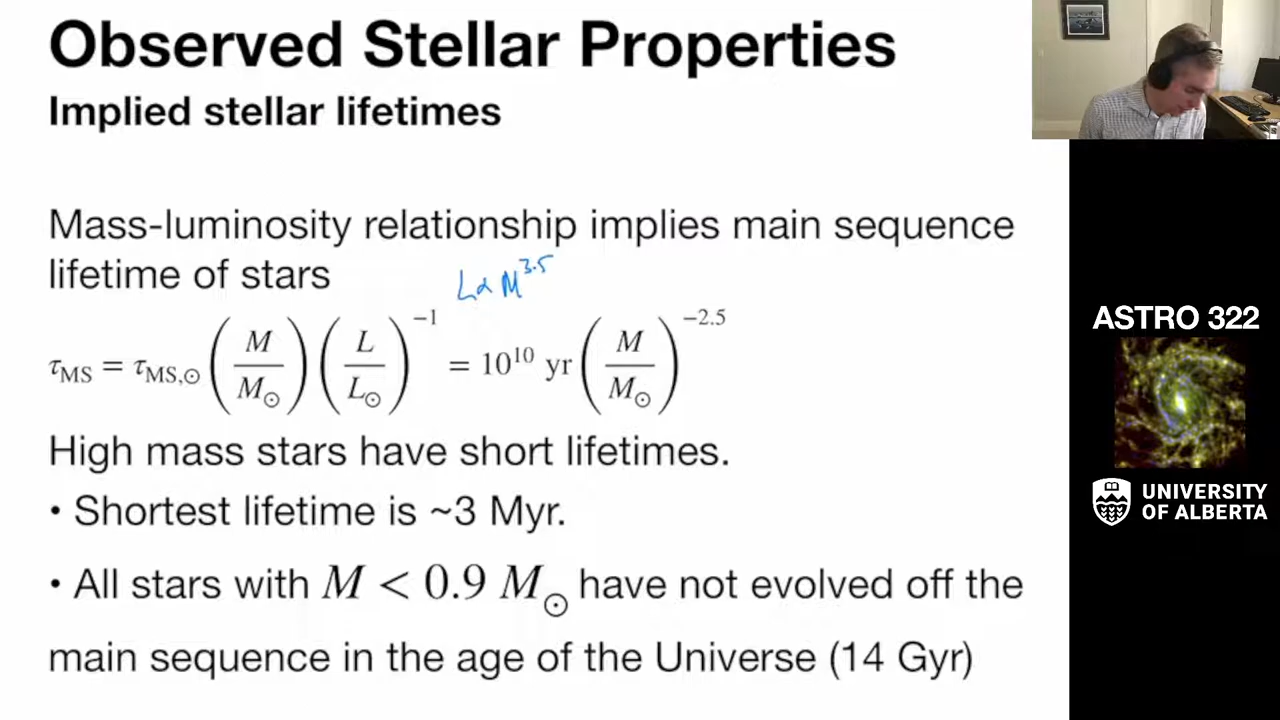 Observed Stellar Properties
Implied stellar lifetimes
Mass-luminosity relationship implies main sequence
lifetime of stars
L∝M^3.5
τ_MS = τ_MS,⊙ (M/M_⊙) (L/L_⊙)^−1 = 10^10 yr (M/M_⊙)^−2.5
High mass stars have short lifetimes.
• Shortest lifetime is ~3 Myr.
• All stars with M < 0.9 M_⊙ have not evolved off the
main sequence in the age of the Universe (14 Gyr)
ASTRO 322
UNIVERSITY
OF ALBERTA